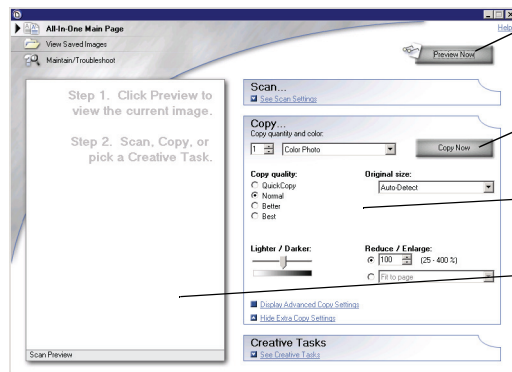 All-In-One Main Page
Help
View Saved Images
Preview Now
Maintain/Troubleshoot
Step 1. Click Preview to
view the current image.
Step 2. Scan, Copy, or
pick a Creative Task.
Scan Preview
Scan...
See Scan Settings
Copy...
Copy quantity and color:
1 Color Photo Copy Now
Copy quality: Original size:
QuickCopy Auto-Detect
Normal
Better
Best
Lighter / Darker: Reduce / Enlarge:
100 (25 - 400 %)
Fit to page
Display Advanced Copy Settings
Hide Extra Copy Settings
Creative Tasks
See Creative Tasks